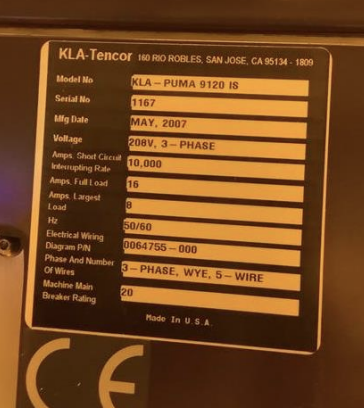 KLA-Tencor 160 RIO ROBLES, SAN JOSE, CA 95134 - 1809
Model No KLA – PUMA 9120 IS
Serial No 1167
Mfg Date MAY, 2007
Voltage 208V, 3 – PHASE
Amps. Short Circuit
Interrupting Rate 10,000
Amps, Full Load 16
Amps, Largest
Load 8
Hz 50/60
Electrical Wiring
Diagram P/N 0064755 – 000
Phase And Number
Of Wires 3 – PHASE, WYE, 5 – WIRE
Machine Main
Breaker Rating 20
Made In U.S.A.
CE